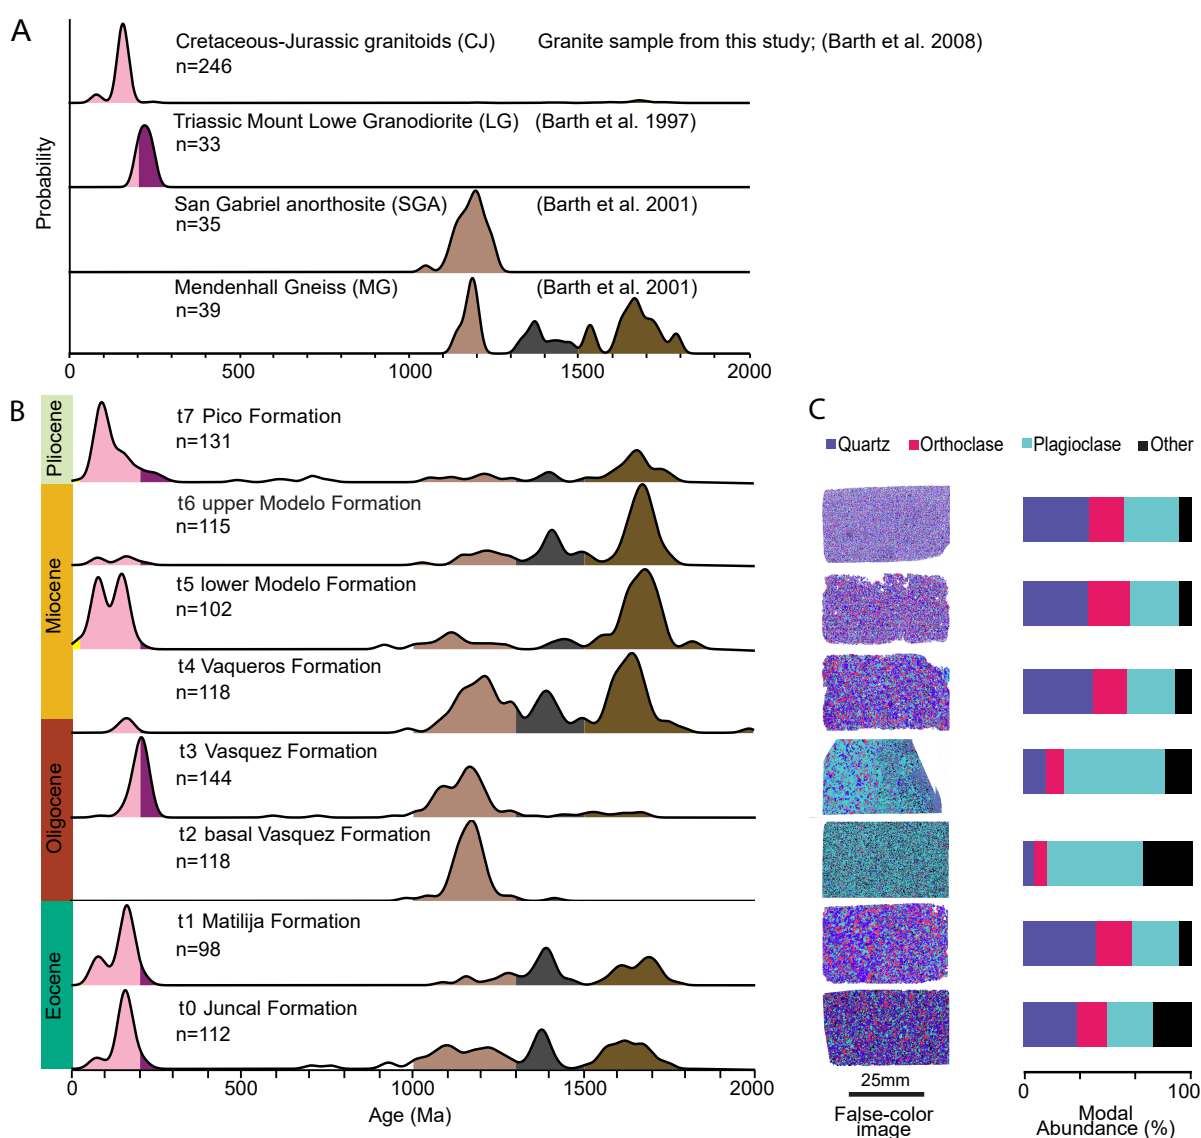 A
Cretaceous-Jurassic granitoids (CJ) Granite sample from this study; (Barth et al. 2008)
n=246
Triassic Mount Lowe Granodiorite (LG) (Barth et al. 1997)
n=33
San Gabriel anorthosite (SGA) (Barth et al. 2001)
n=35
Mendenhall Gneiss (MG) (Barth et al. 2001)
n=39
Probability
0 500 1000 1500 2000
B
Pliocene
Miocene
Oligocene
Eocene
t7 Pico Formation
n=131
t6 upper Modelo Formation
n=115
t5 lower Modelo Formation
n=102
t4 Vaqueros Formation
n=118
t3 Vasquez Formation
n=144
t2 basal Vasquez Formation
n=118
t1 Matilija Formation
n=98
t0 Juncal Formation
n=112
0 500 1000 1500 2000
Age (Ma)
C
Quartz Orthoclase Plagioclase Other
25mm
False-color
image
0 100
Modal
Abundance (%)